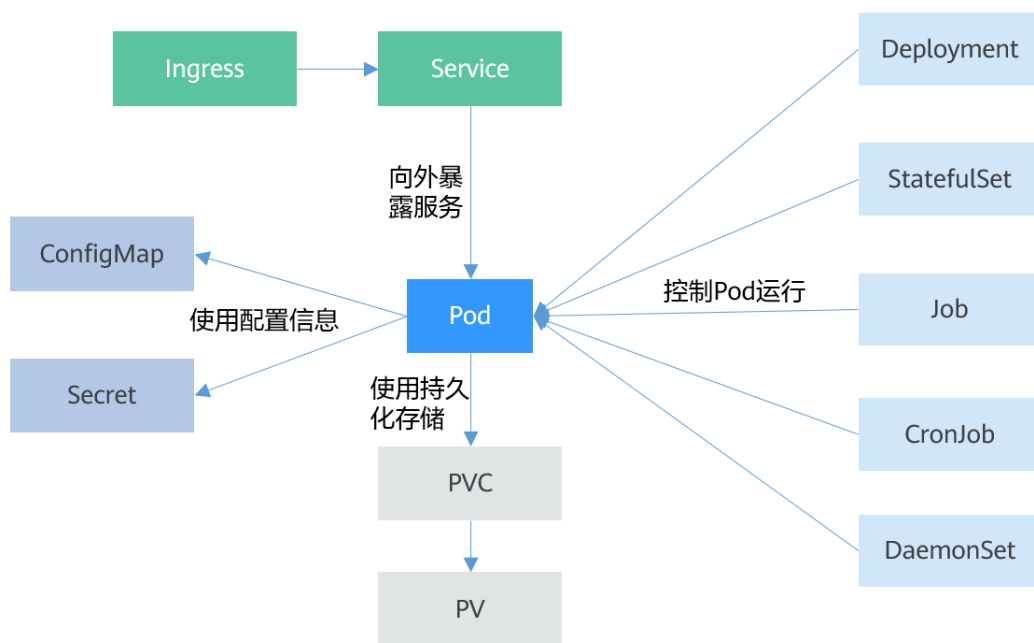 Ingress
Service
Deployment
向外暴
露服务
StatefulSet
ConfigMap
使用配置信息
Secret
Pod
控制Pod运行
Job
使用持久
化存储
CronJob
PVC
DaemonSet
PV